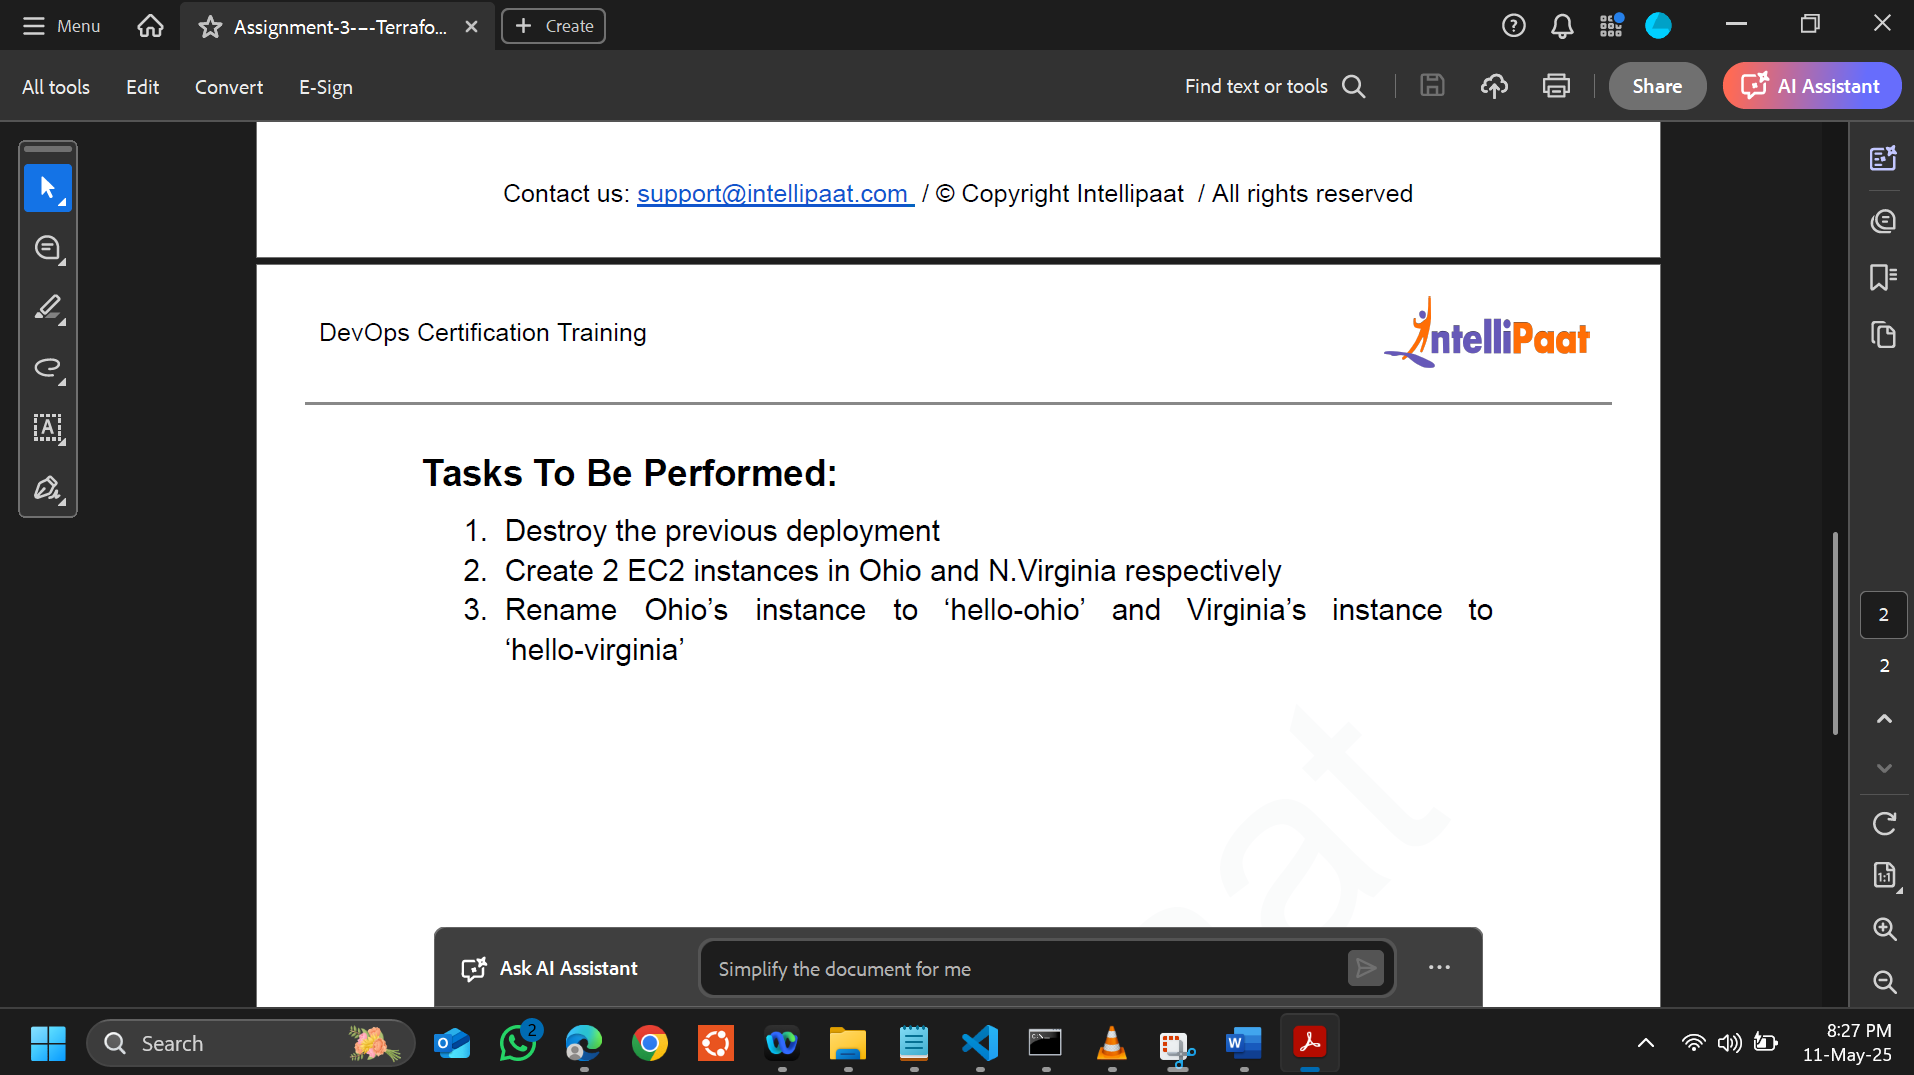 Menu
Assignment-3-–-Terrafo...
Create
All tools
Edit
Convert
E-Sign
Find text or tools
Share
AI Assistant
Contact us: support@intellipaat.com / © Copyright Intellipaat / All rights reserved
DevOps Certification Training
IntelliPaat
Tasks To Be Performed:
1. Destroy the previous deployment
2. Create 2 EC2 instances in Ohio and N.Virginia respectively
3. Rename Ohio’s instance to ‘hello-ohio’ and Virginia’s instance to
‘hello-virginia’
2
2
Ask AI Assistant
Simplify the document for me
Search
2
8:27 PM
11-May-25